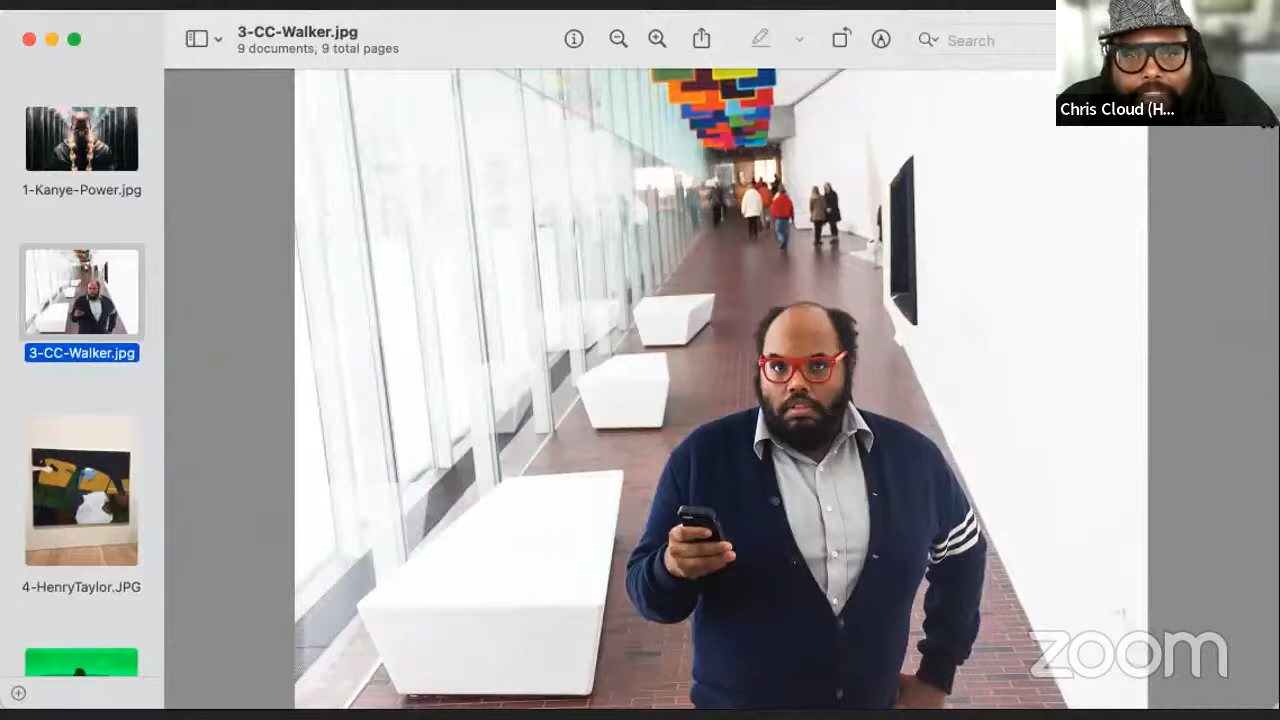 3-CC-Walker.jpg
9 documents, 9 total pages
Search
Chris Cloud (H...
1-Kanye-Power.jpg
3-CC-Walker.jpg
4-HenryTaylor.JPG
zoom